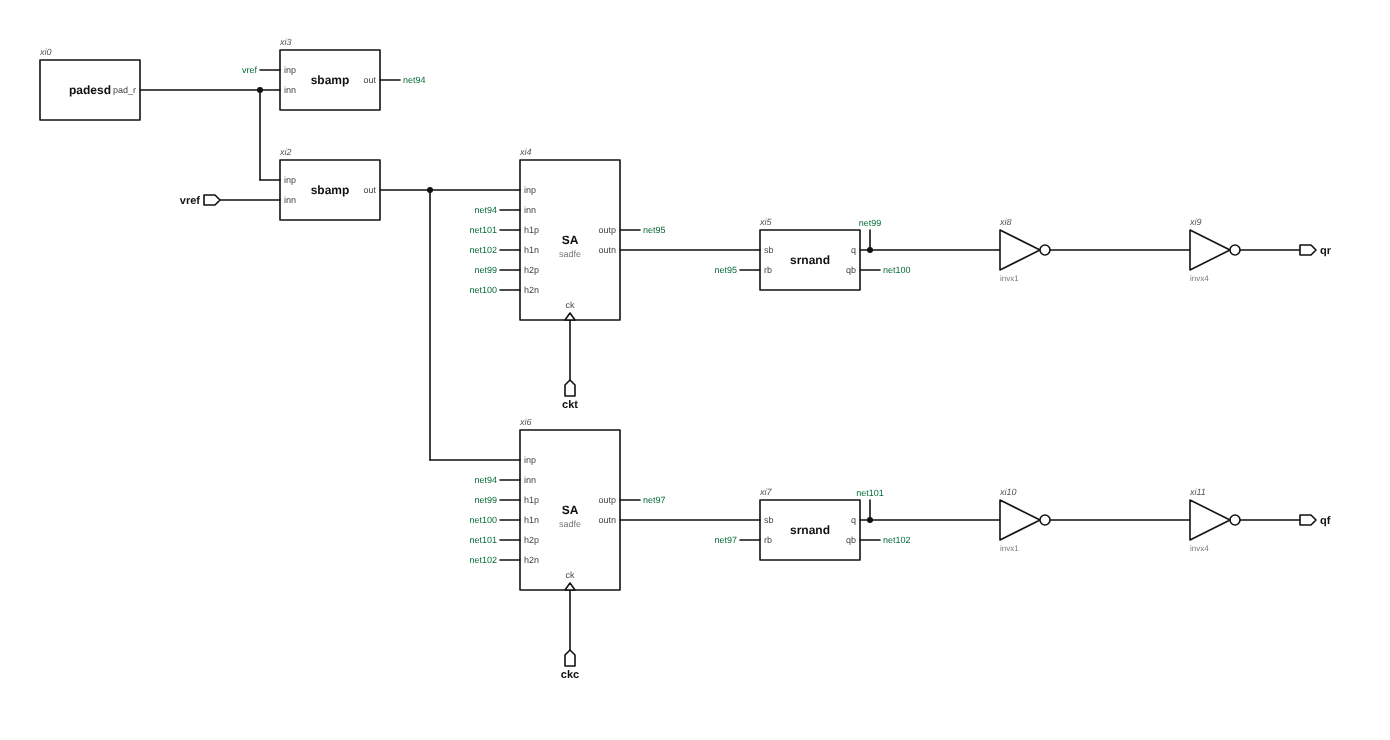 xi0
padesd pad_r
xi3
vref inp
inn
sbamp
out net94
xi2
inp
vref inn
sbamp
out
xi4
inp
net94 inn
net101 h1p
net102 h1n
net99 h2p
net100 h2n
SA
sadfe
outp net95
outn
ck
ckt
xi5
sb
net95 rb
srnand
net99
q
qb net100
xi8
invx1
xi9
invx4
qr
xi6
inp
net94 inn
net99 h1p
net100 h1n
net101 h2p
net102 h2n
SA
sadfe
outp net97
outn
ck
ckc
xi7
sb
net97 rb
srnand
net101
q
qb net102
xi10
invx1
xi11
invx4
qf